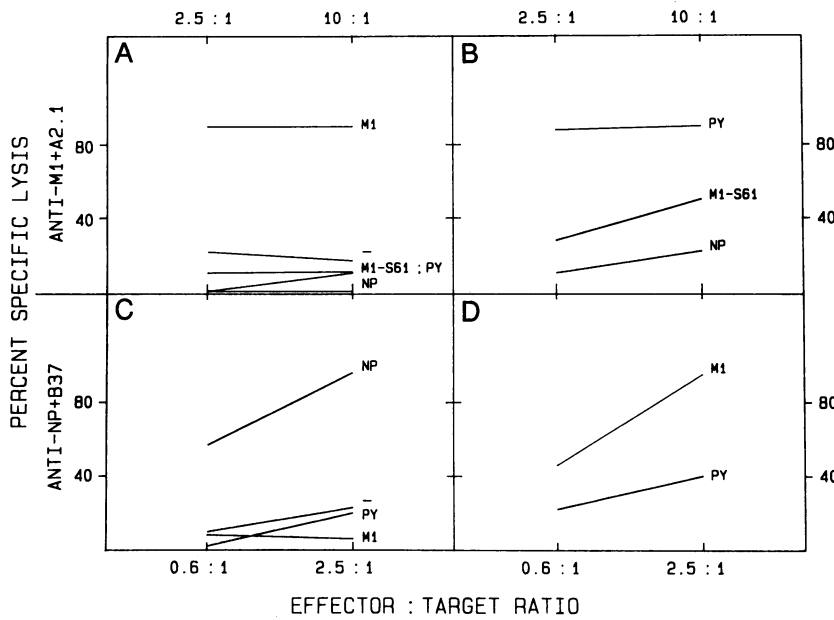 2.5 : 1
10 : 1
2.5 : 1
10 : 1
A
B
M1
–
M1-S61 ; PY
NP
PY
M1-S61
NP
80
40
80
40
PERCENT SPECIFIC LYSIS
ANTI-M1+A2.1
ANTI-NP+B37
C
D
NP
–
PY
M1
M1
PY
80
40
80
40
0.6 : 1
2.5 : 1
0.6 : 1
2.5 : 1
EFFECTOR : TARGET RATIO